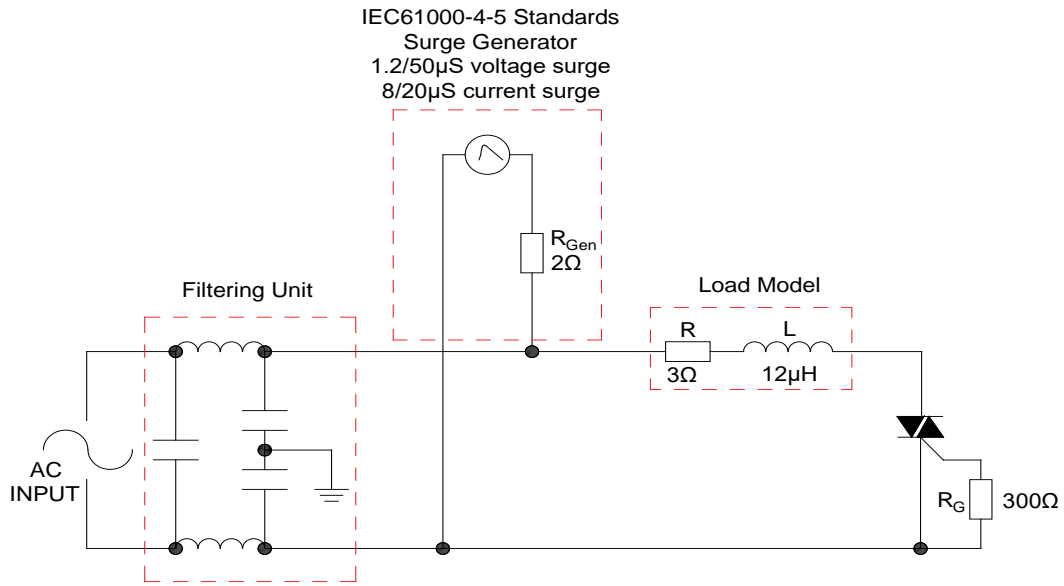 IEC61000-4-5 Standards
Surge Generator
1.2/50µS voltage surge
8/20µS current surge
RGen
2Ω
Filtering Unit
Load Model
R
L
3Ω
12µH
AC
INPUT
RG
300Ω